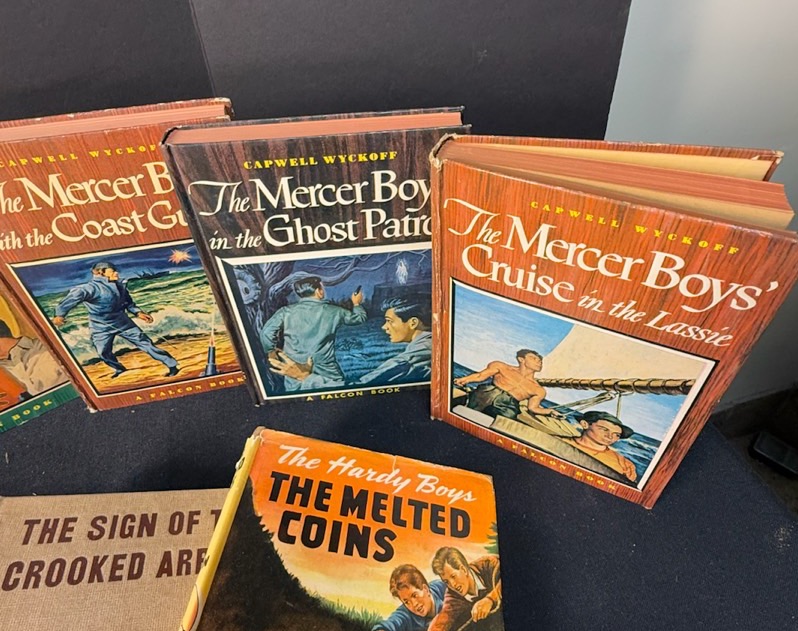 CAPWELL WYCKOFF
The Mercer B
with the Coast Gu
A FALCON BOOK
BOOK
CAPWELL WYCKOFF
The Mercer Boy
in the Ghost Patro
A FALCON BOOK
CAPWELL WYCKOFF
The Mercer Boys'
Cruise in the Lassie
A FALCON BOOK
THE SIGN OF T
CROOKED ARR
The Hardy Boys
THE MELTED
COINS